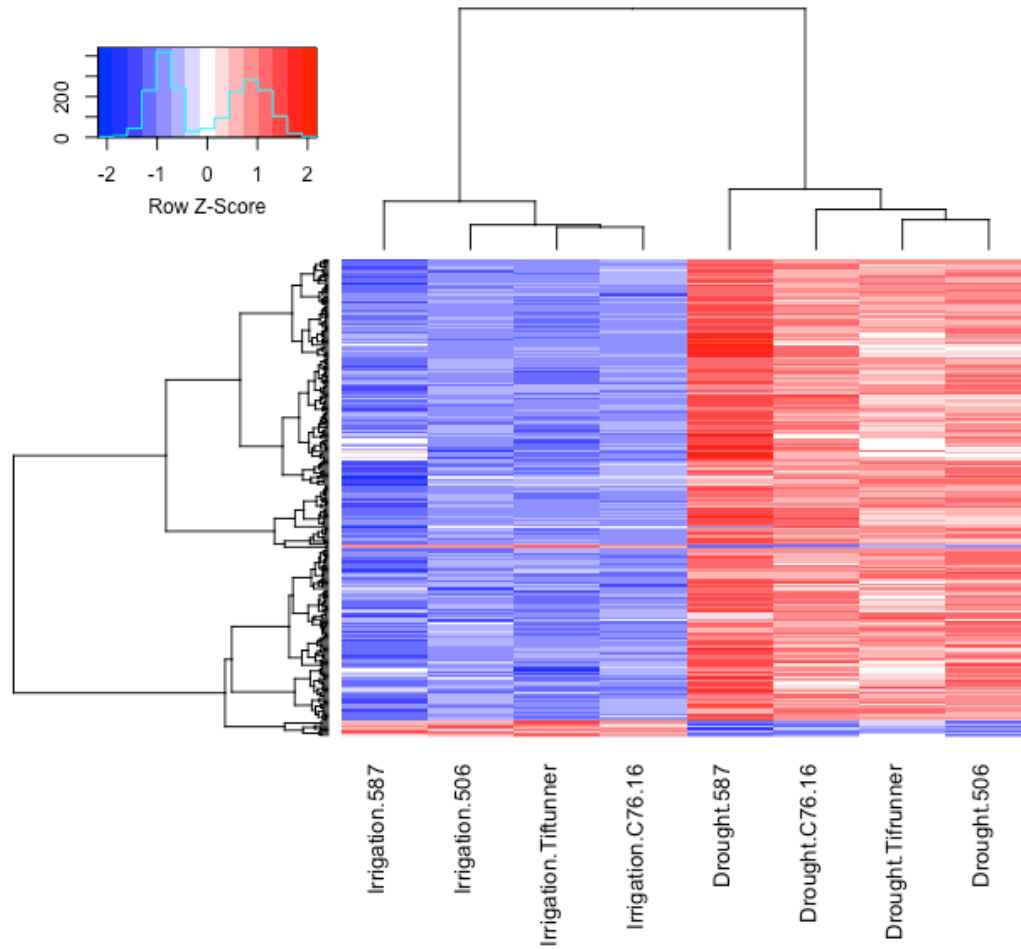 0 200
-2 -1 0 1 2
Row Z-Score
Irrigation.587
Irrigation.506
Irrigation.Tiftunner
Irrigation.C76.16
Drought.587
Drought.C76.16
Drought.Tifrunner
Drought.506